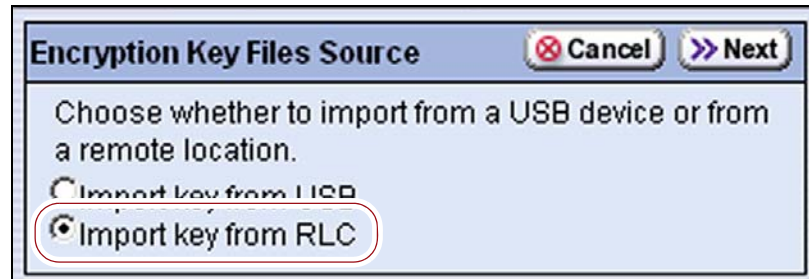 Encryption Key Files Source
Cancel
Next
Choose whether to import from a USB device or from
a remote location.
Import key from USB
Import key from RLC